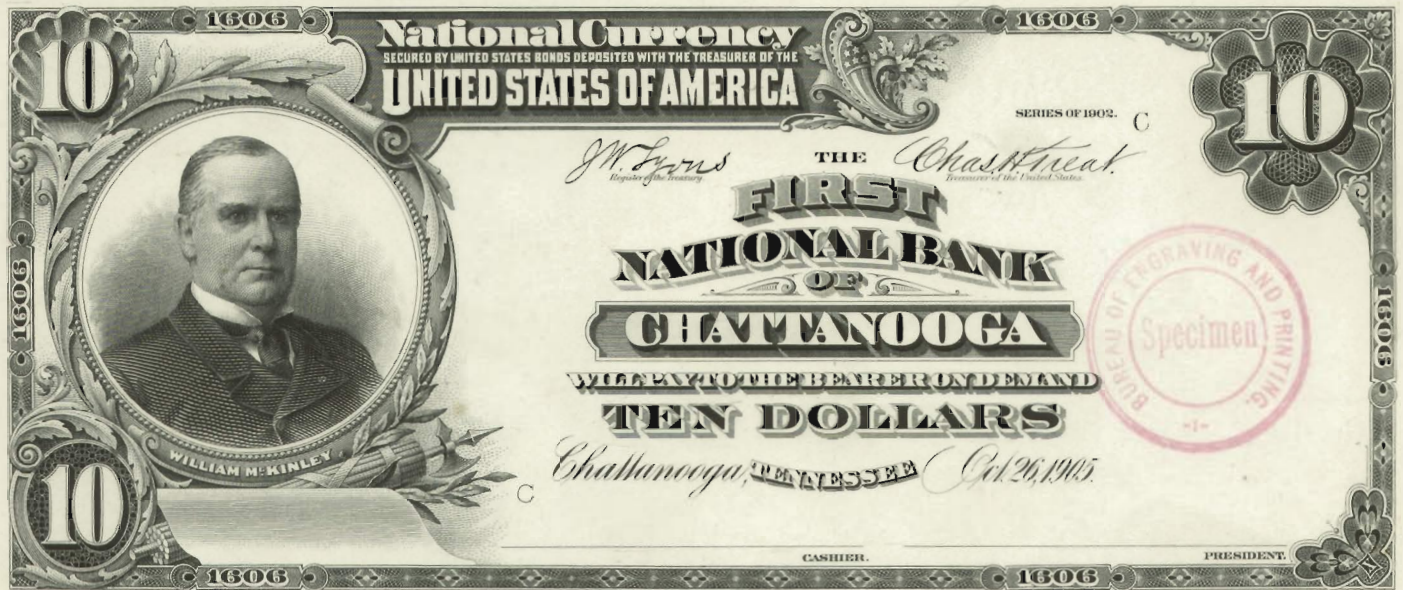 1606 1606
10 National Currency 10
SECURED BY UNITED STATES BONDS DEPOSITED WITH THE TREASURER OF THE
UNITED STATES OF AMERICA
SERIES OF 1902. C
J.W. Lyons THE Chas. H. Treat.
Register of the Treasury. Treasurer of the United States.
FIRST
NATIONAL BANK
OF
CHATTANOOGA
WILL PAY TO THE BEARER ON DEMAND
TEN DOLLARS
Chattanooga, TENNESSEE Oct. 26, 1905.
BUREAU OF ENGRAVING AND PRINTING.
Specimen
-1-
1606 1606
WILLIAM McKINLEY
C
10
CASHIER. PRESIDENT.
N
1606 1606